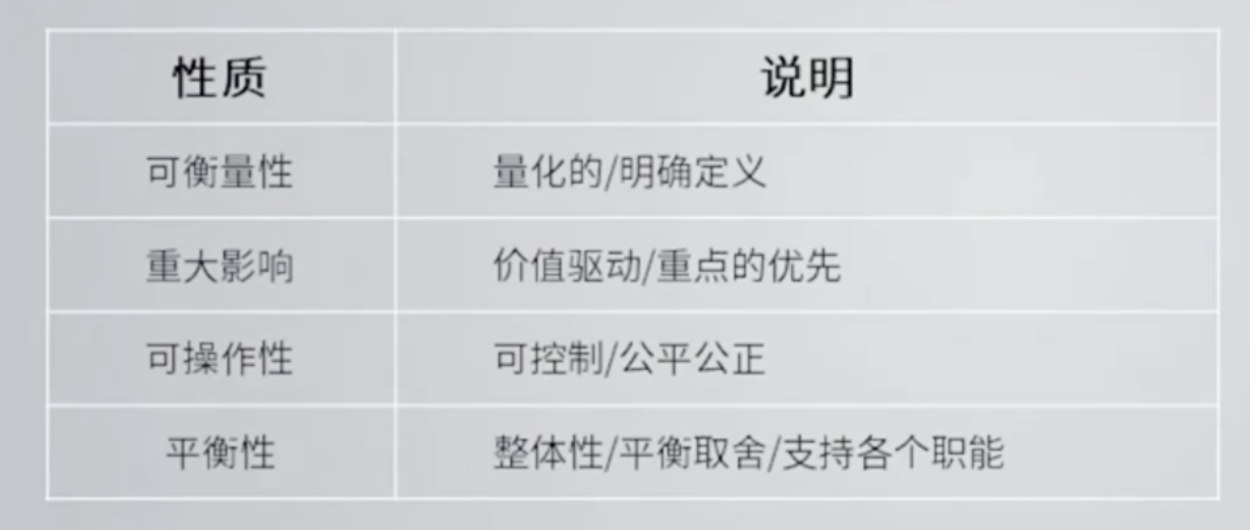 性质 说明
可衡量性 量化的/明确定义
重大影响 价值驱动/重点的优先
可操作性 可控制/公平公正
平衡性 整体性/平衡取舍/支持各个职能